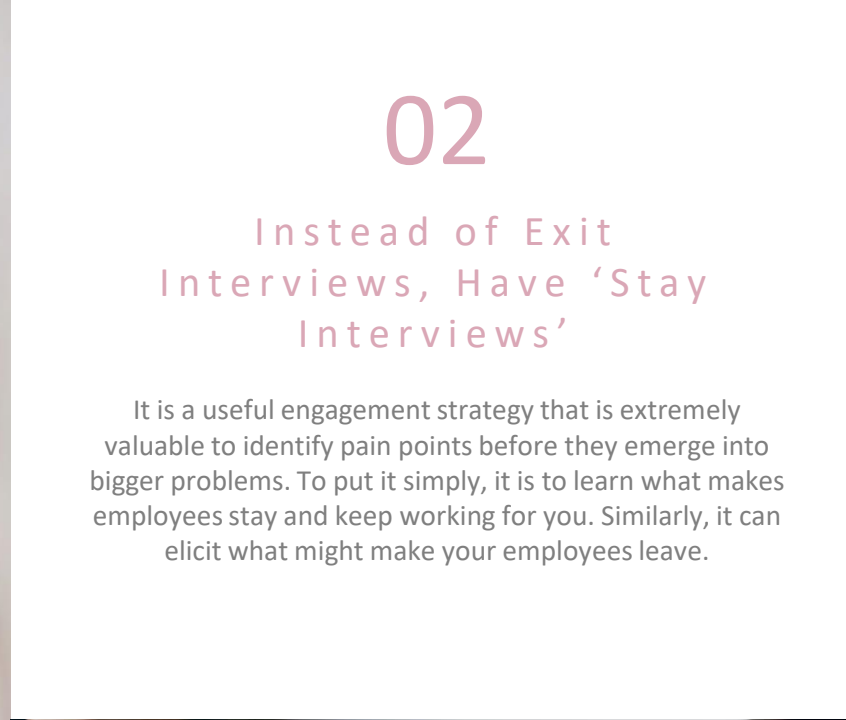 02
Instead of Exit
Interviews, Have ‘Stay
Interviews’
It is a useful engagement strategy that is extremely
valuable to identify pain points before they emerge into
bigger problems. To put it simply, it is to learn what makes
employees stay and keep working for you. Similarly, it can
elicit what might make your employees leave.